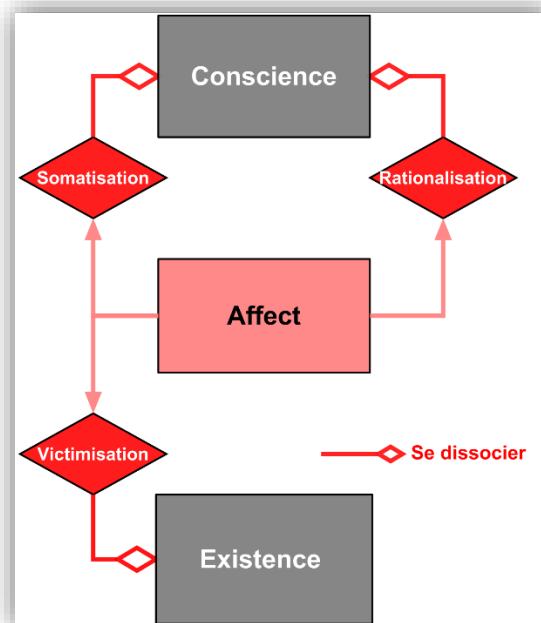 Conscience
Somatisation
Rationalisation
Affect
Victimisation
Se dissocier
Existence